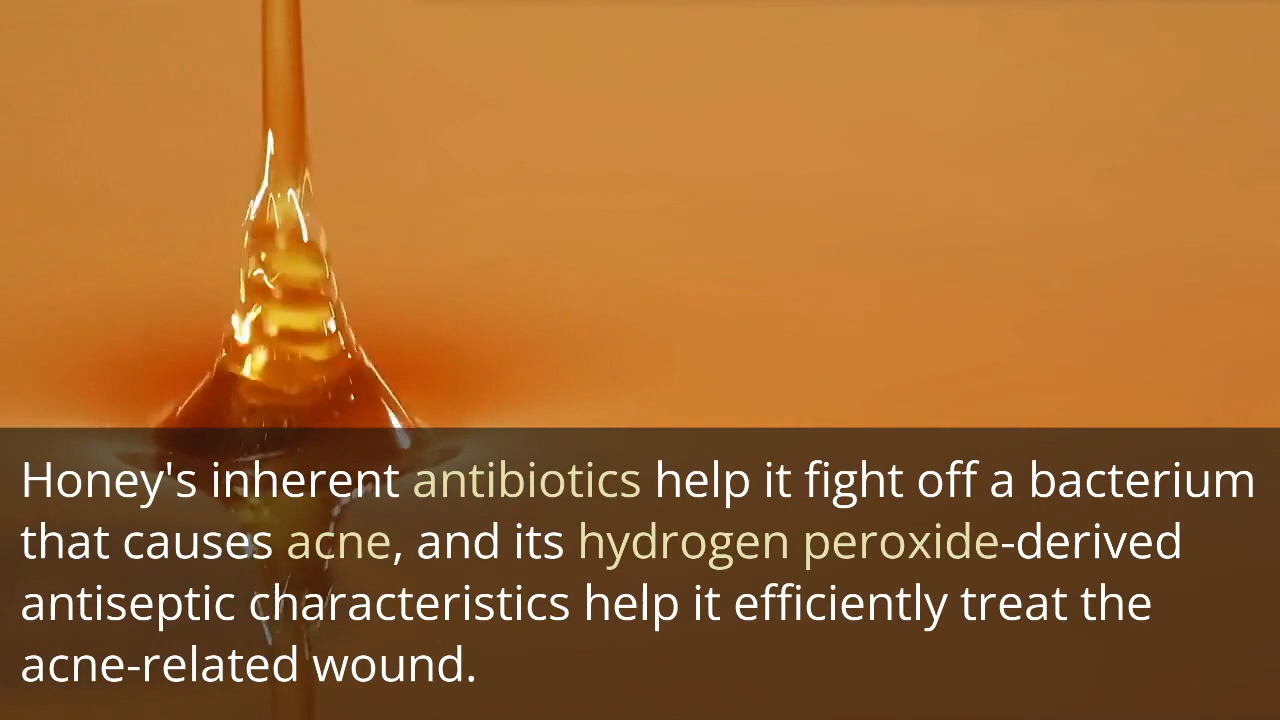 Honey's inherent antibiotics help it fight off a bacterium
that causes acne, and its hydrogen peroxide-derived
antiseptic characteristics help it efficiently treat the
acne-related wound.